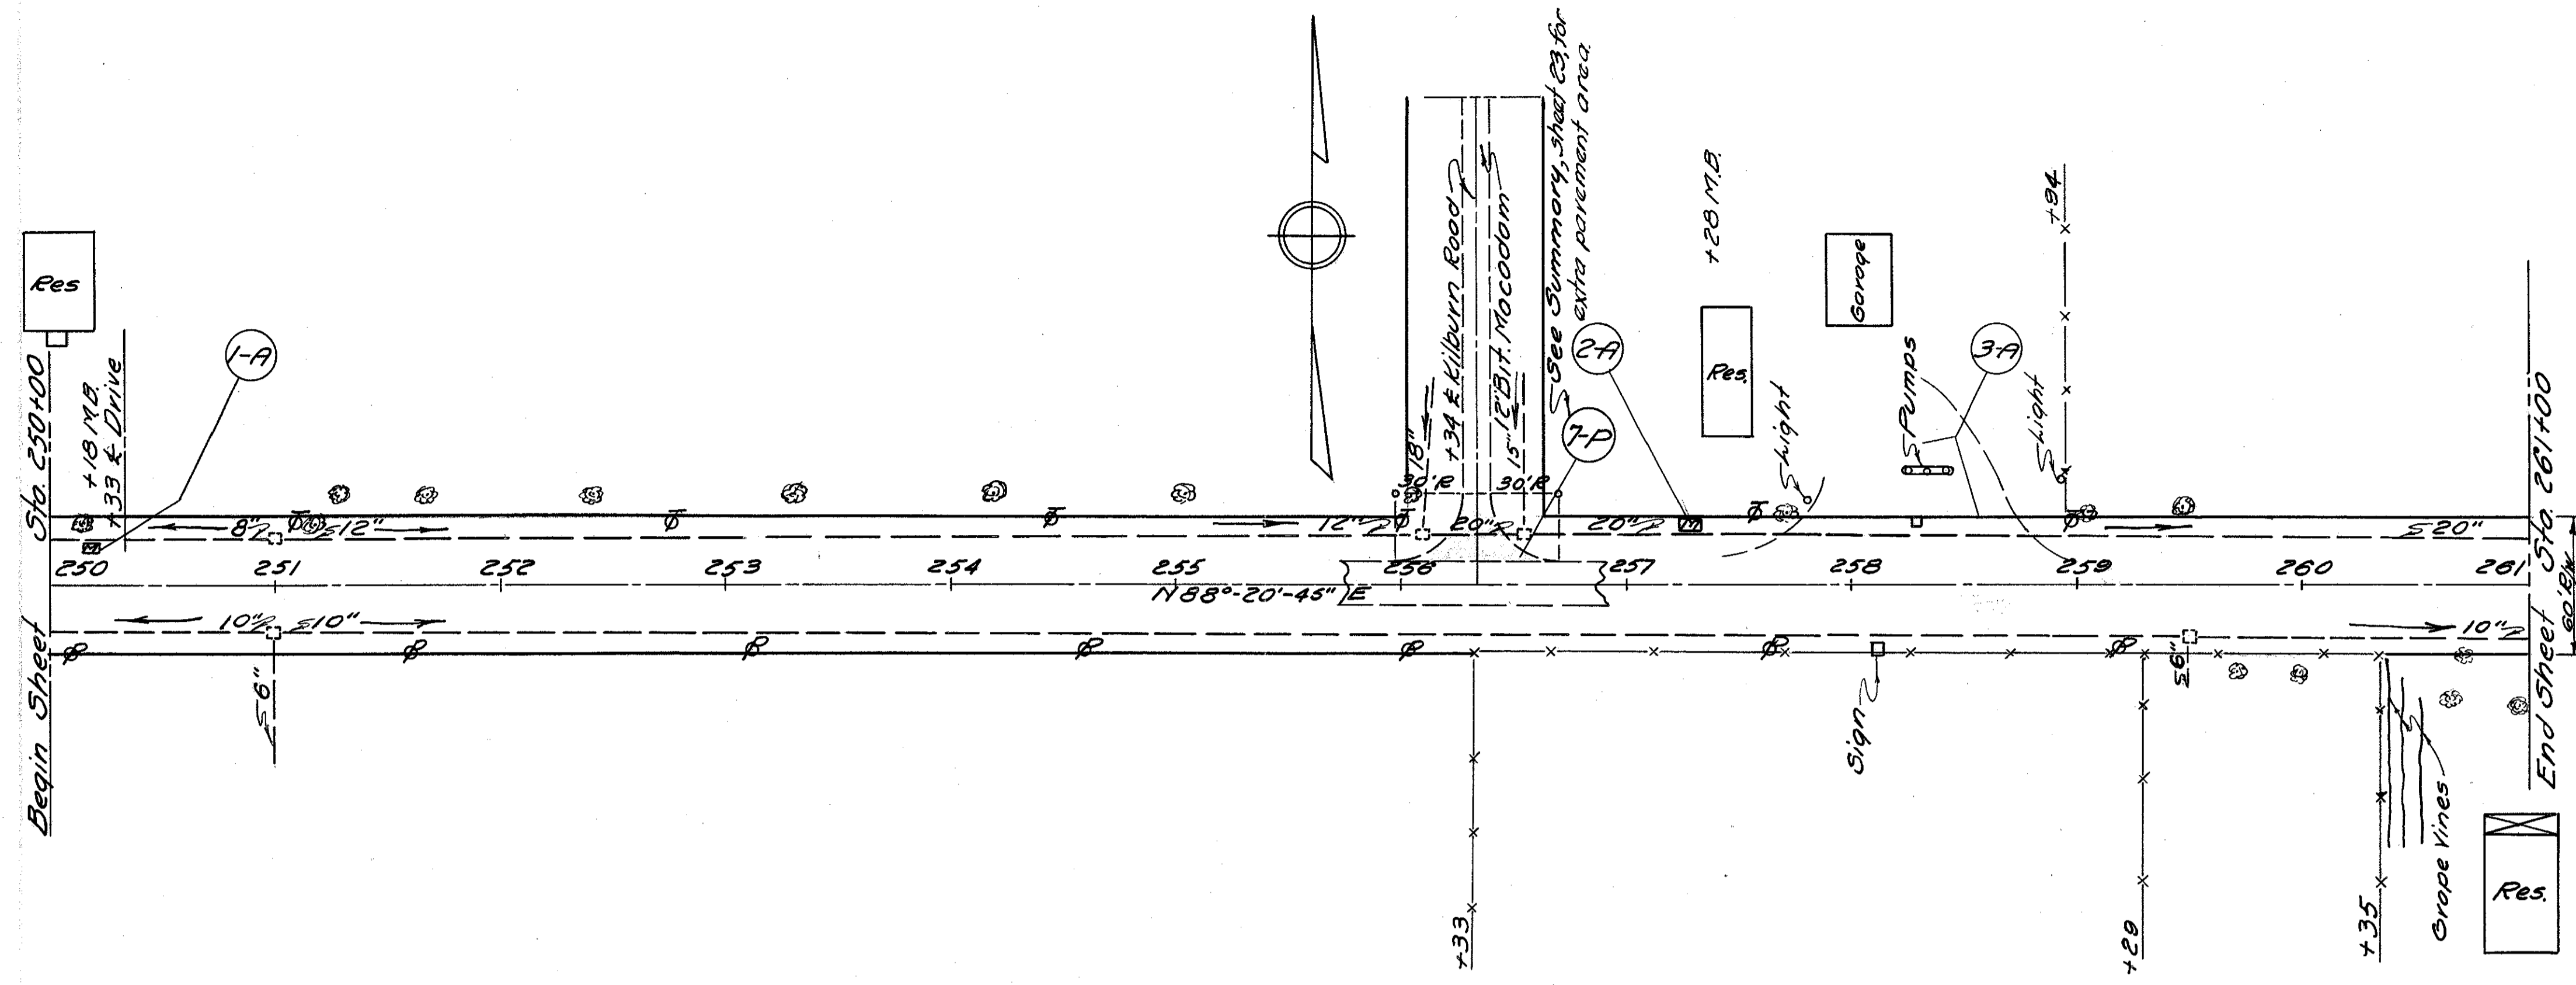 Begin Sheet Sta. 250+00
Res
+18 M.B.
+33 ℄ Drive
1-A
8"
12"
250
251
252
253
254
255
256
257
258
259
260
261
N 88°-20'-45" E
10"
10"
6"
12"
18"
30'R
+34 ℄ Kilburn Road
12' Bit. Macadam
15"
30'R
20"
See Summary, sheet 23, for
extra pavement area.
7-P
2-A
20"
+28 M.B.
Res.
Light
Garage
Pumps
3-A
Light
+94
20"
60' R/W
10"
6"
Sign
+33
+29
+35
Grape Vines
Res.
End Sheet Sta. 261+00